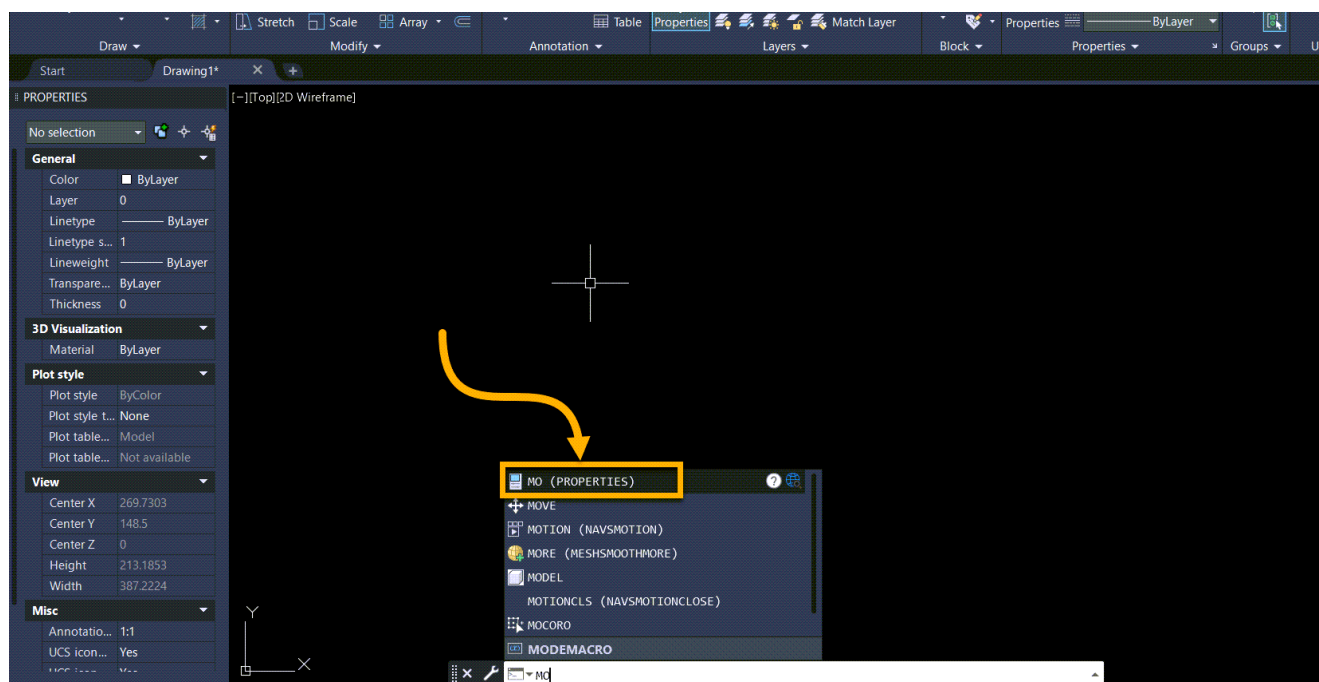 Stretch Scale Array Table Properties Match Layer Properties ByLayer
Draw Modify Annotation Layers Block Properties Groups U
Start Drawing1*
PROPERTIES
[−][Top][2D Wireframe]
No selection
General
Color ByLayer
Layer 0
Linetype ByLayer
Linetype s... 1
Lineweight ByLayer
Transpare... ByLayer
Thickness 0
3D Visualization
Material ByLayer
Plot style
Plot style ByColor
Plot style t... None
Plot table... Model
Plot table... Not available
View
Center X 269.7303
Center Y 148.5
Center Z 0
Height 213.1853
Width 387.2224
Misc
Annotatio... 1:1
UCS icon... Yes
UCS icon... Yes
MO (PROPERTIES)
MOVE
MOTION (NAVSMOTION)
MORE (MESHSMOOTHMORE)
MODEL
MOTIONCLS (NAVSMOTIONCLOSE)
MOCORO
MODEMACRO
MO
Y
X